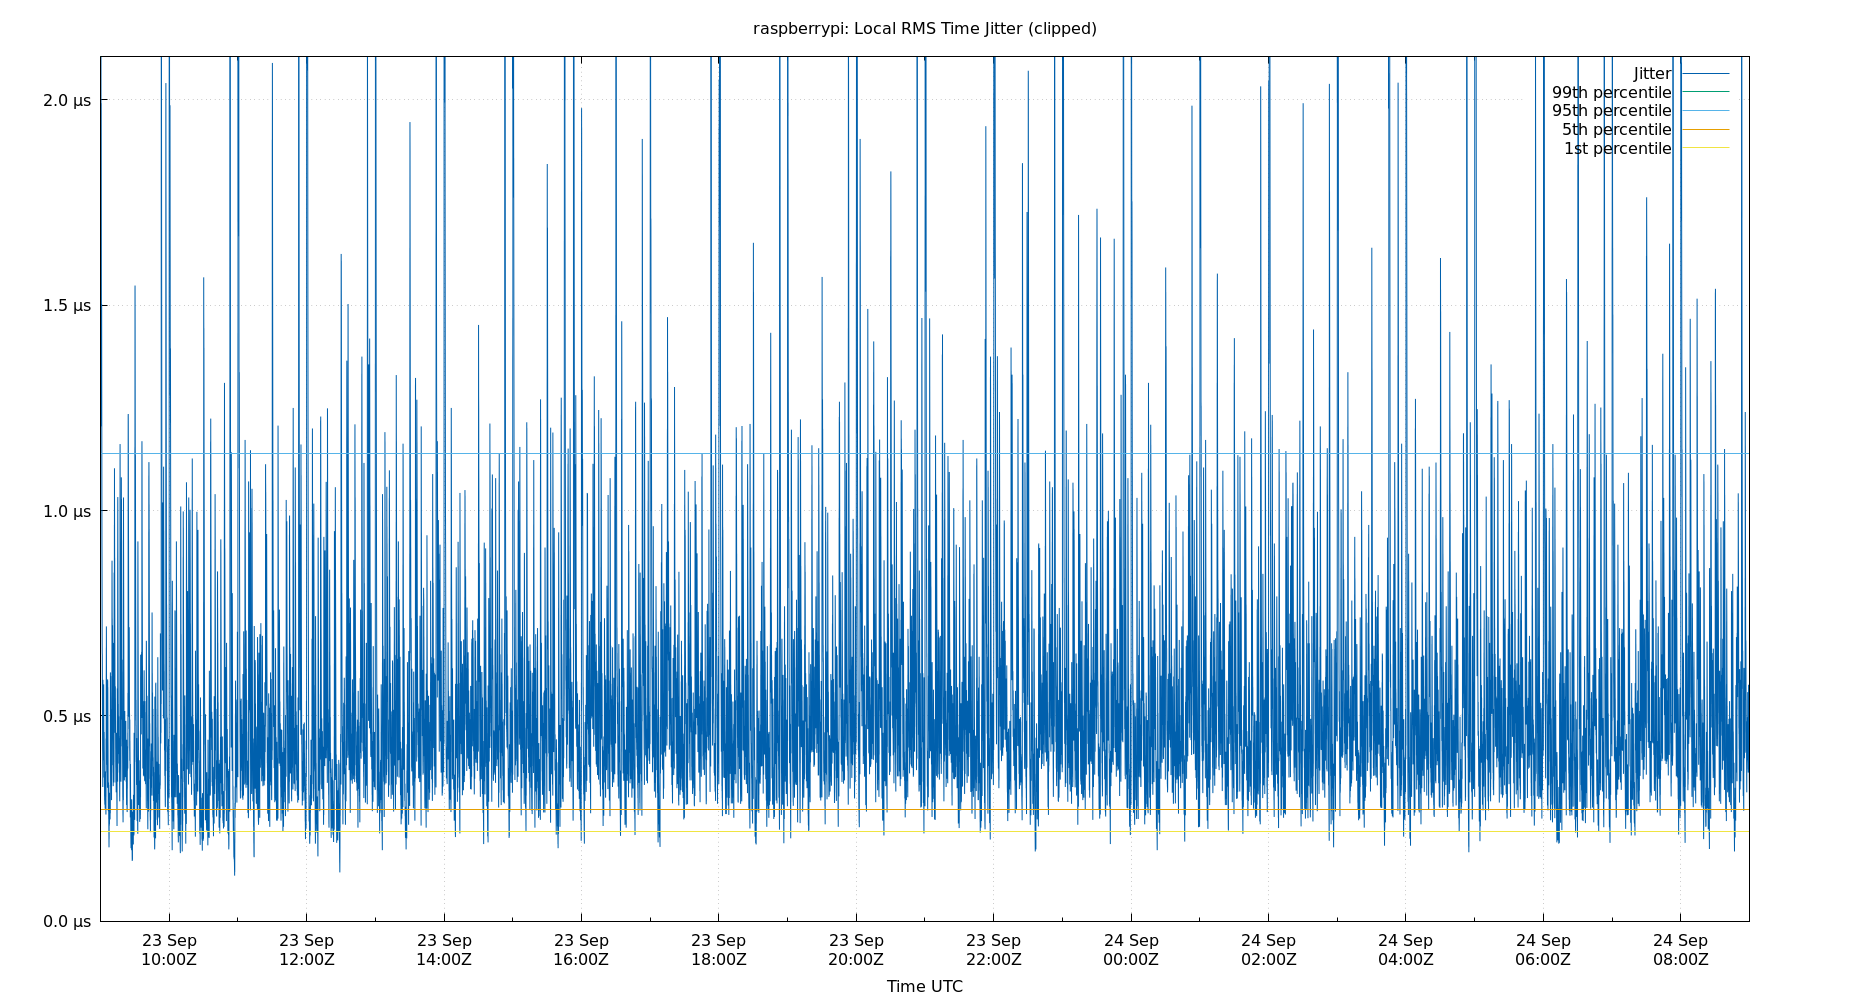 raspberrypi: Local RMS Time Jitter (clipped)
2.0 µs
1.5 µs
1.0 µs
0.5 µs
0.0 µs
Jitter
99th percentile
95th percentile
5th percentile
1st percentile
23 Sep 23 Sep 23 Sep 23 Sep 23 Sep 23 Sep 23 Sep 24 Sep 24 Sep 24 Sep 24 Sep 24 Sep
10:00Z 12:00Z 14:00Z 16:00Z 18:00Z 20:00Z 22:00Z 00:00Z 02:00Z 04:00Z 06:00Z 08:00Z
Time UTC